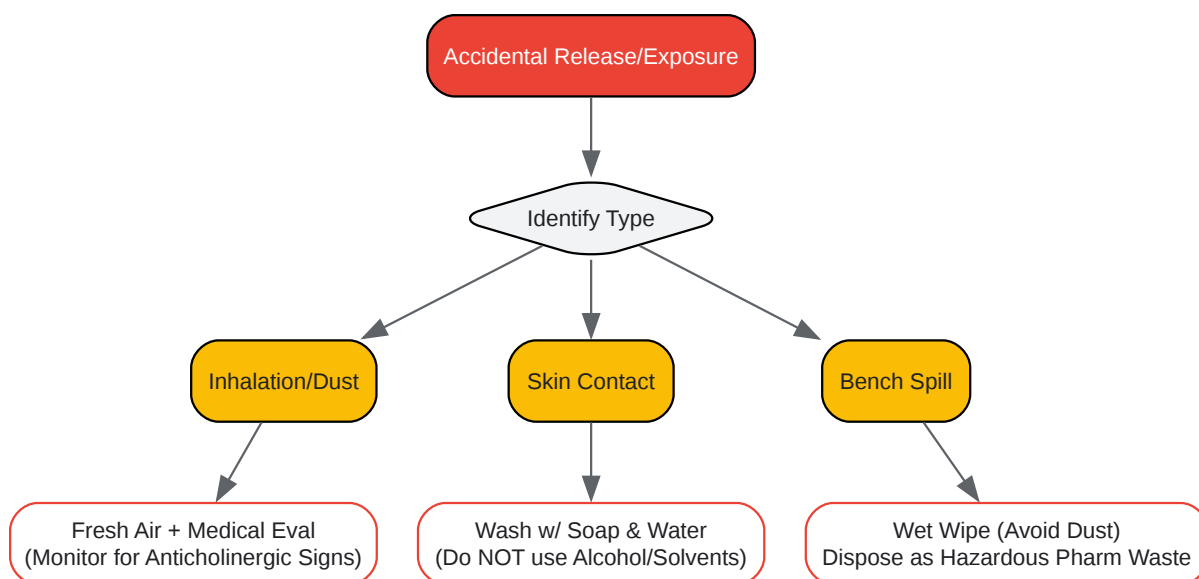 Accidental Release/Exposure
Identify Type
Inhalation/Dust
Skin Contact
Bench Spill
Fresh Air + Medical Eval
(Monitor for Anticholinergic Signs)
Wash w/ Soap & Water
(Do NOT use Alcohol/Solvents)
Wet Wipe (Avoid Dust)
Dispose as Hazardous Pharm Waste